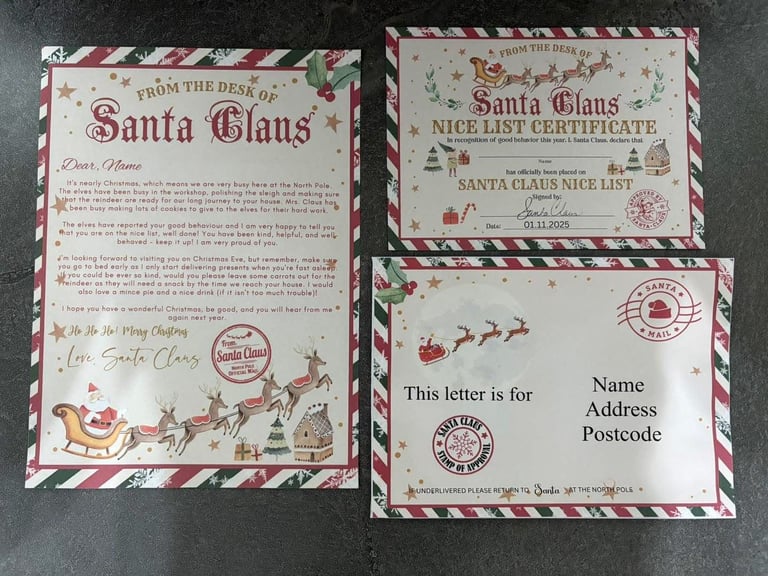 FROM THE DESK OF
Santa Claus
Dear, Name
It's nearly Christmas, which means we are very busy here at the North Pole.
The elves have been busy in the workshop, polishing the sleigh and making sure
that the reindeer are ready for our long journey to your house. Mrs. Claus has
been busy making lots of cookies to give to the elves for their hard work.
The elves have reported your good behaviour and I am very happy to tell you
that you are on the nice list, well done! You have been kind, helpful, and well
behaved - keep it up! I am very proud of you.
I'm looking forward to visiting you on Christmas Eve, but remember, make sure
you go to bed early as I only start delivering presents when you're fast asleep.
If you could be ever so kind, would you please leave some carrots out for the
reindeer as they will need a snack by the time we reach your house. I would
also love a mince pie and a nice drink (if it isn't too much trouble)!
I hope you have a wonderful Christmas, be good, and you will hear from me
again next year.
Ho Ho Ho! Merry Christmas
Love, Santa Claus
From
Santa Claus
NORTH POLE
OFFICIAL MAIL
FROM THE DESK OF
Santa Claus
NICE LIST CERTIFICATE
In recognition of good behavior this year, I, Santa Claus, declare that
Name
has officially been placed on
SANTA CLAUS NICE LIST
Signed by:
Santa Claus
Date: 01.11.2025
APPROVED BY
SANTA-CLAUS
SANTA
MAIL
This letter is for
Name
Address
Postcode
SANTA CLAUS
STAMP OF APPROVAL
IF UNDERLIVERED PLEASE RETURN TO Santa AT THE NORTH POLE